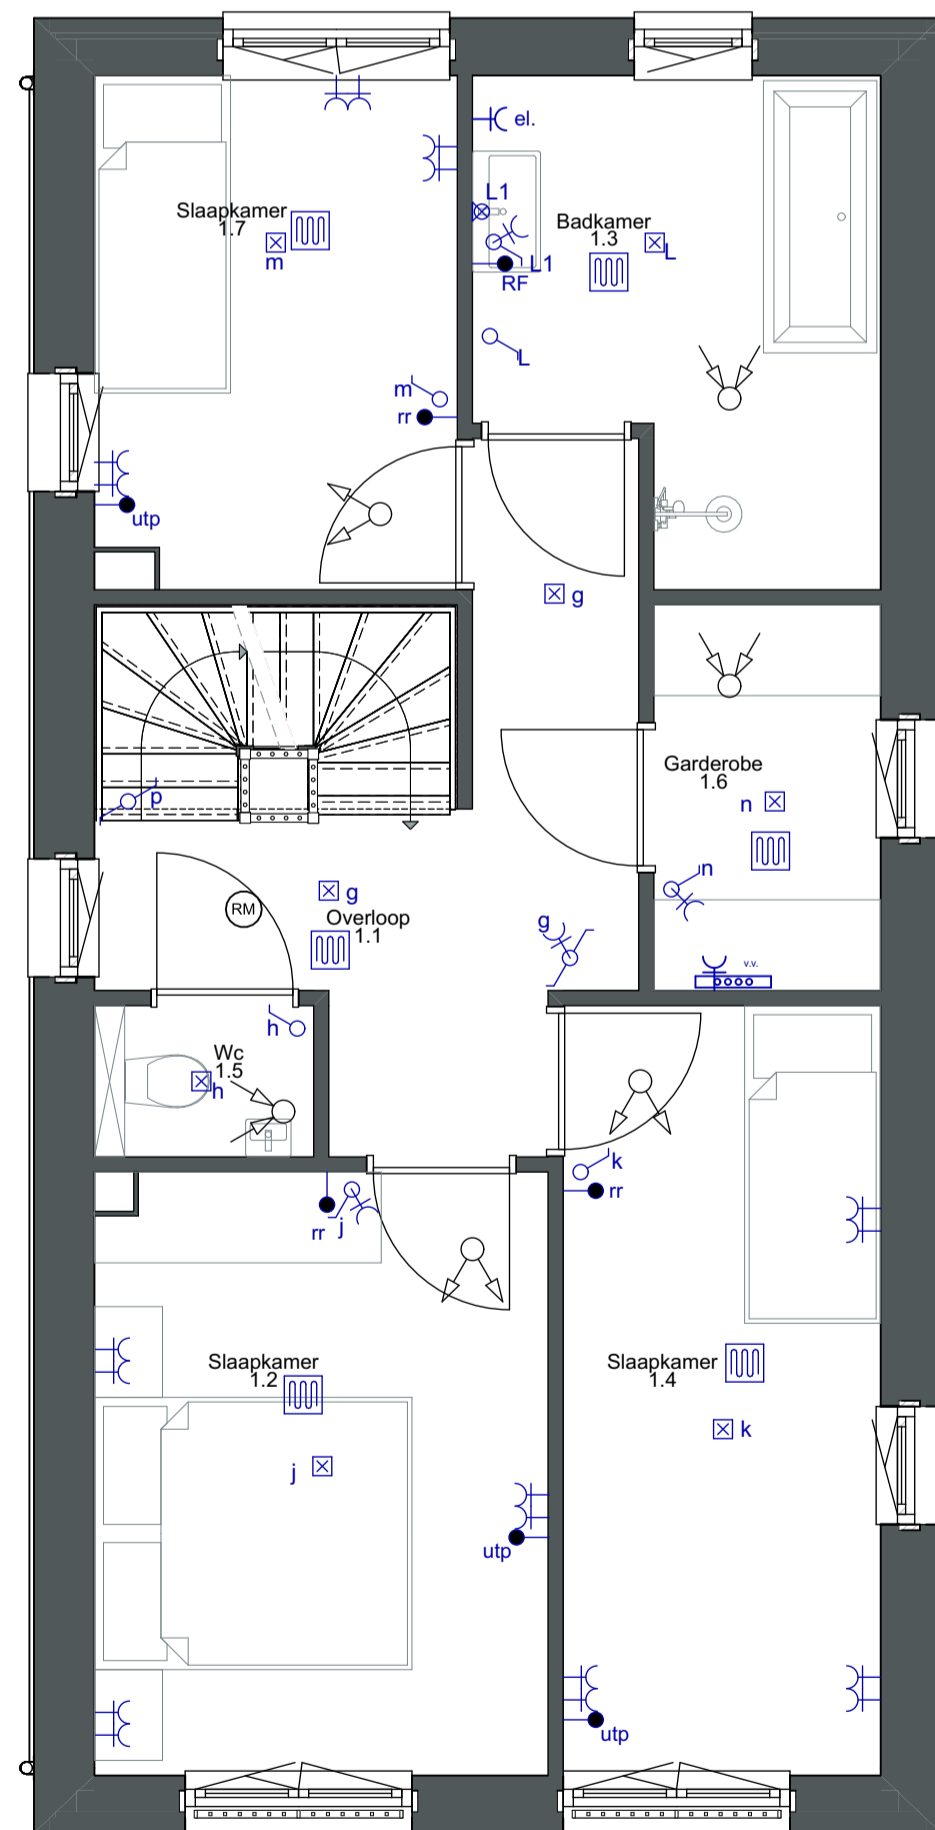 el.
L1
Slaapkamer
1.7
m
Badkamer
1.3
L
L1
RF
L
m
rr
utp
g
Garderobe
1.6
n
p
n
g
RM
Overloop
1.1
g
v.v.
h
Wc
1.5
h
k
rr
rr
j
Slaapkamer
1.2
Slaapkamer
1.4
k
j
utp
utp